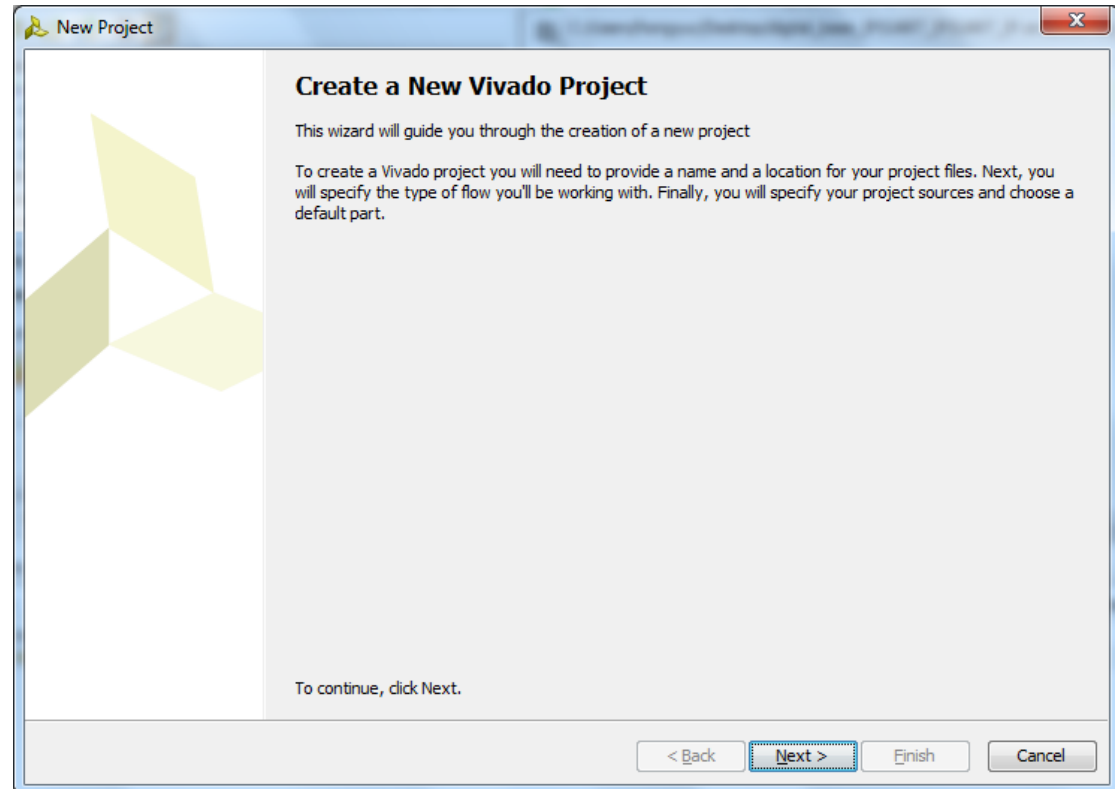 New Project
Create a New Vivado Project
This wizard will guide you through the creation of a new project
To create a Vivado project you will need to provide a name and a location for your project files. Next, you
will specify the type of flow you'll be working with. Finally, you will specify your project sources and choose a
default part.
To continue, click Next.
< Back Next > Finish Cancel